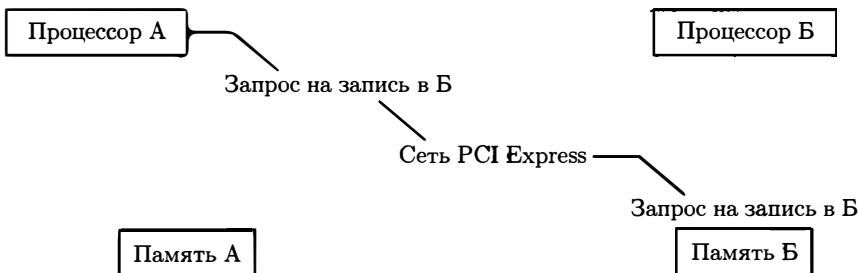 Процессор А
Процессор Б
Запрос на запись в Б
Сеть PCI Express
Запрос на запись в Б
Память А
Память Б